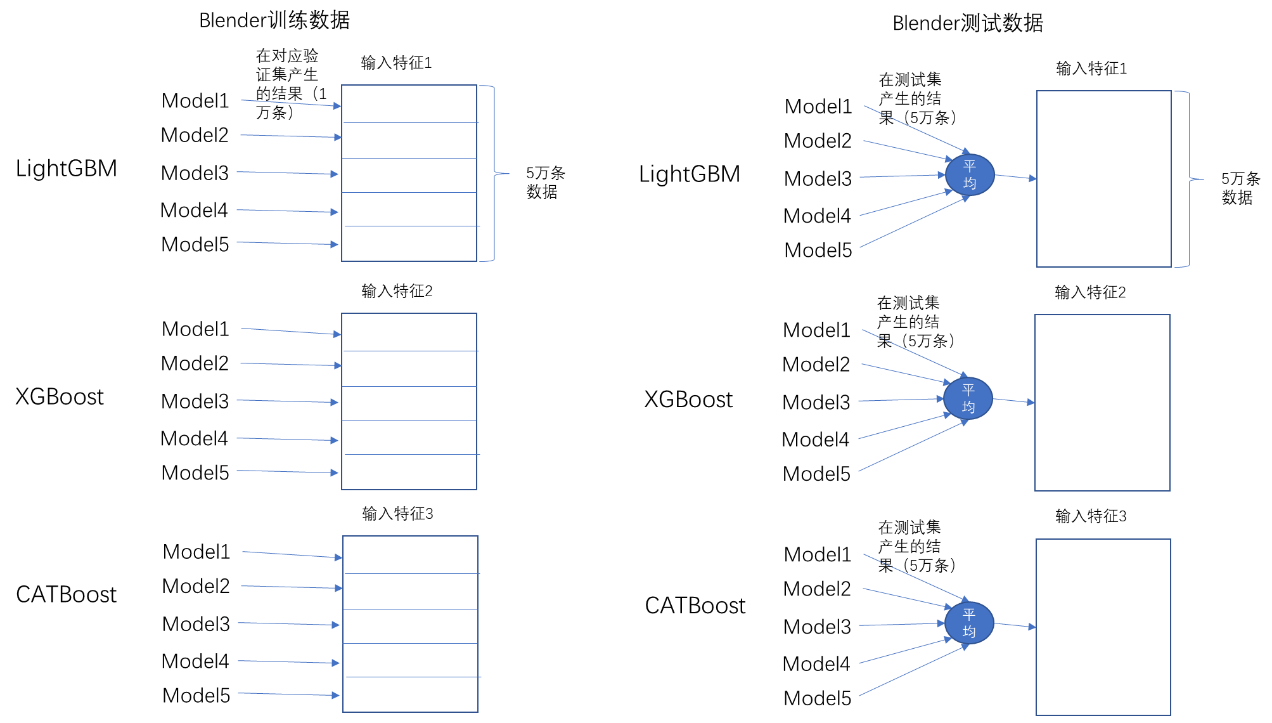 Blender训练数据
在对应验
证集产生
的结果（1
万条）
输入特征1
Model1
Model2
Model3
Model4
Model5
LightGBM
5万条
数据
输入特征2
Model1
Model2
Model3
Model4
Model5
XGBoost
输入特征3
Model1
Model2
Model3
Model4
Model5
CATBoost
Blender测试数据
在测试集
产生的结
果（5万条）
输入特征1
Model1
Model2
Model3
Model4
Model5
LightGBM
平
均
5万条
数据
在测试集
产生的结
果（5万条）
输入特征2
Model1
Model2
Model3
Model4
Model5
XGBoost
平
均
在测试集
产生的结
果（5万条）
输入特征3
Model1
Model2
Model3
Model4
Model5
CATBoost
平
均